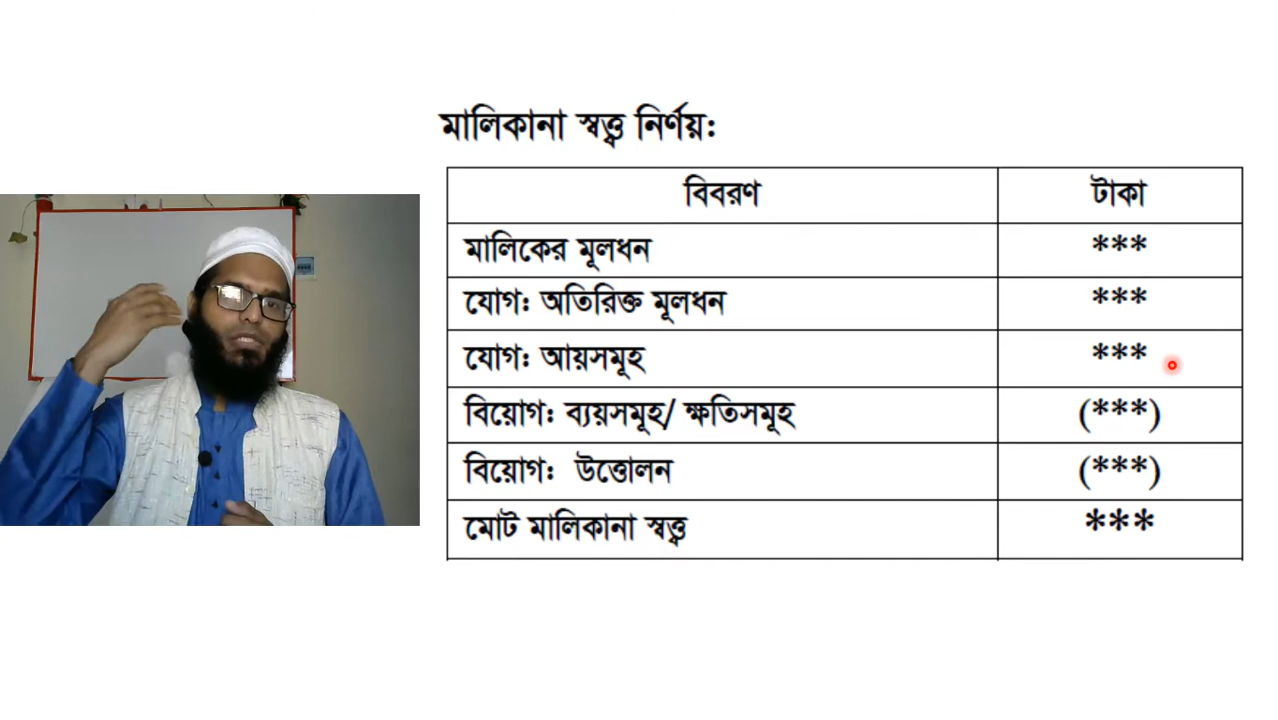 মালিকানা স্বত্ত্ব নির্ণয়:
বিবরণ টাকা
মালিকের মূলধন ***
যোগ: অতিরিক্ত মূলধন ***
যোগ: আয়সমূহ ***
বিয়োগ: ব্যয়সমূহ/ ক্ষতিসমূহ (***)
বিয়োগ: উত্তোলন (***)
মোট মালিকানা স্বত্ত্ব ***